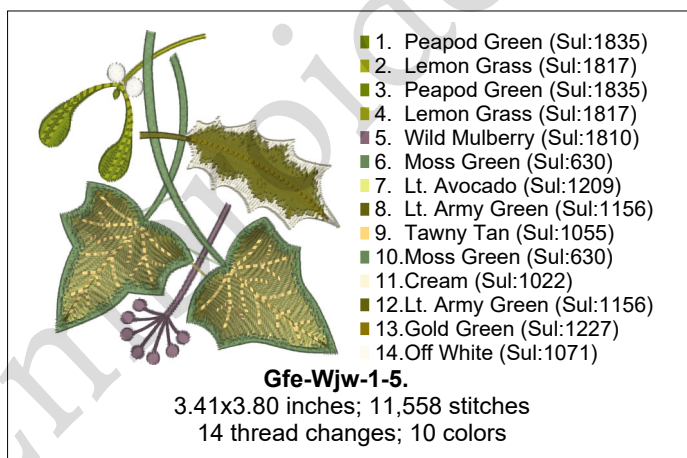 1. Peapod Green (Sul:1835)
2. Lemon Grass (Sul:1817)
3. Peapod Green (Sul:1835)
4. Lemon Grass (Sul:1817)
5. Wild Mulberry (Sul:1810)
6. Moss Green (Sul:630)
7. Lt. Avocado (Sul:1209)
8. Lt. Army Green (Sul:1156)
9. Tawny Tan (Sul:1055)
10.Moss Green (Sul:630)
11.Cream (Sul:1022)
12.Lt. Army Green (Sul:1156)
13.Gold Green (Sul:1227)
14.Off White (Sul:1071)
Gfe-Wjw-1-5.
3.41x3.80 inches; 11,558 stitches
14 thread changes; 10 colors